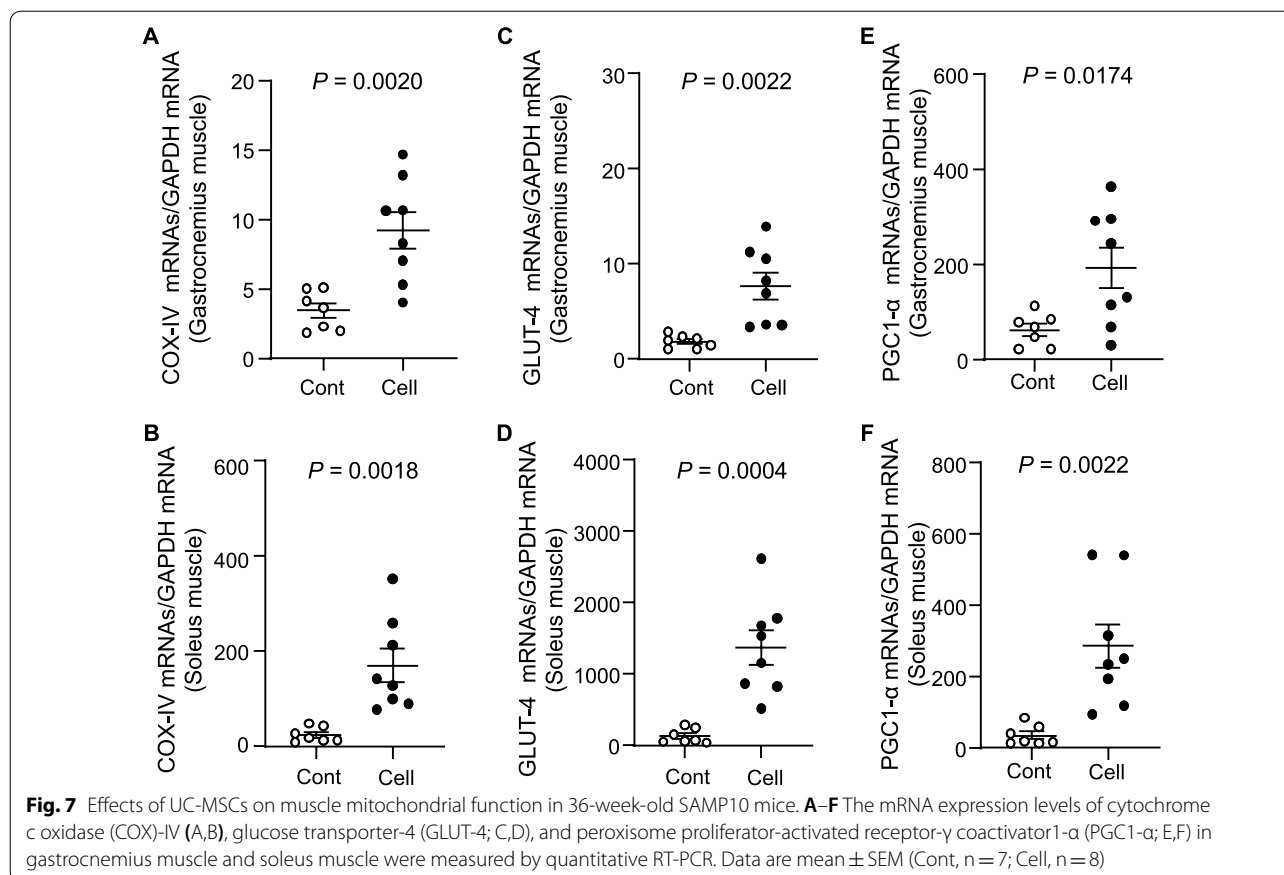 A
P = 0.0020
COX-IV mRNAs/GAPDH mRNA
(Gastrocnemius muscle)
20
15
10
5
0
Cont Cell
C
P = 0.0022
GLUT-4 mRNAs/GAPDH mRNA
(Gastrocnemius muscle)
30
20
10
0
Cont Cell
E
P = 0.0174
PGC1-α mRNAs/GAPDH mRNA
(Gastrocnemius muscle)
600
400
200
0
Cont Cell
B
P = 0.0018
COX-IV mRNAs/GAPDH mRNA
(Soleus muscle)
600
400
200
0
Cont Cell
D
P = 0.0004
GLUT-4 mRNAs/GAPDH mRNA
(Soleus muscle)
4000
3000
2000
1000
0
Cont Cell
F
P = 0.0022
PGC1-α mRNAs/GAPDH mRNA
(Soleus muscle)
800
600
400
200
0
Cont Cell
Fig. 7 Effects of UC-MSCs on muscle mitochondrial function in 36-week-old SAMP10 mice. A–F The mRNA expression levels of cytochrome
c oxidase (COX)-IV (A,B), glucose transporter-4 (GLUT-4; C,D), and peroxisome proliferator-activated receptor-γ coactivator1-α (PGC1-α; E,F) in
gastrocnemius muscle and soleus muscle were measured by quantitative RT-PCR. Data are mean ± SEM (Cont, n = 7; Cell, n = 8)